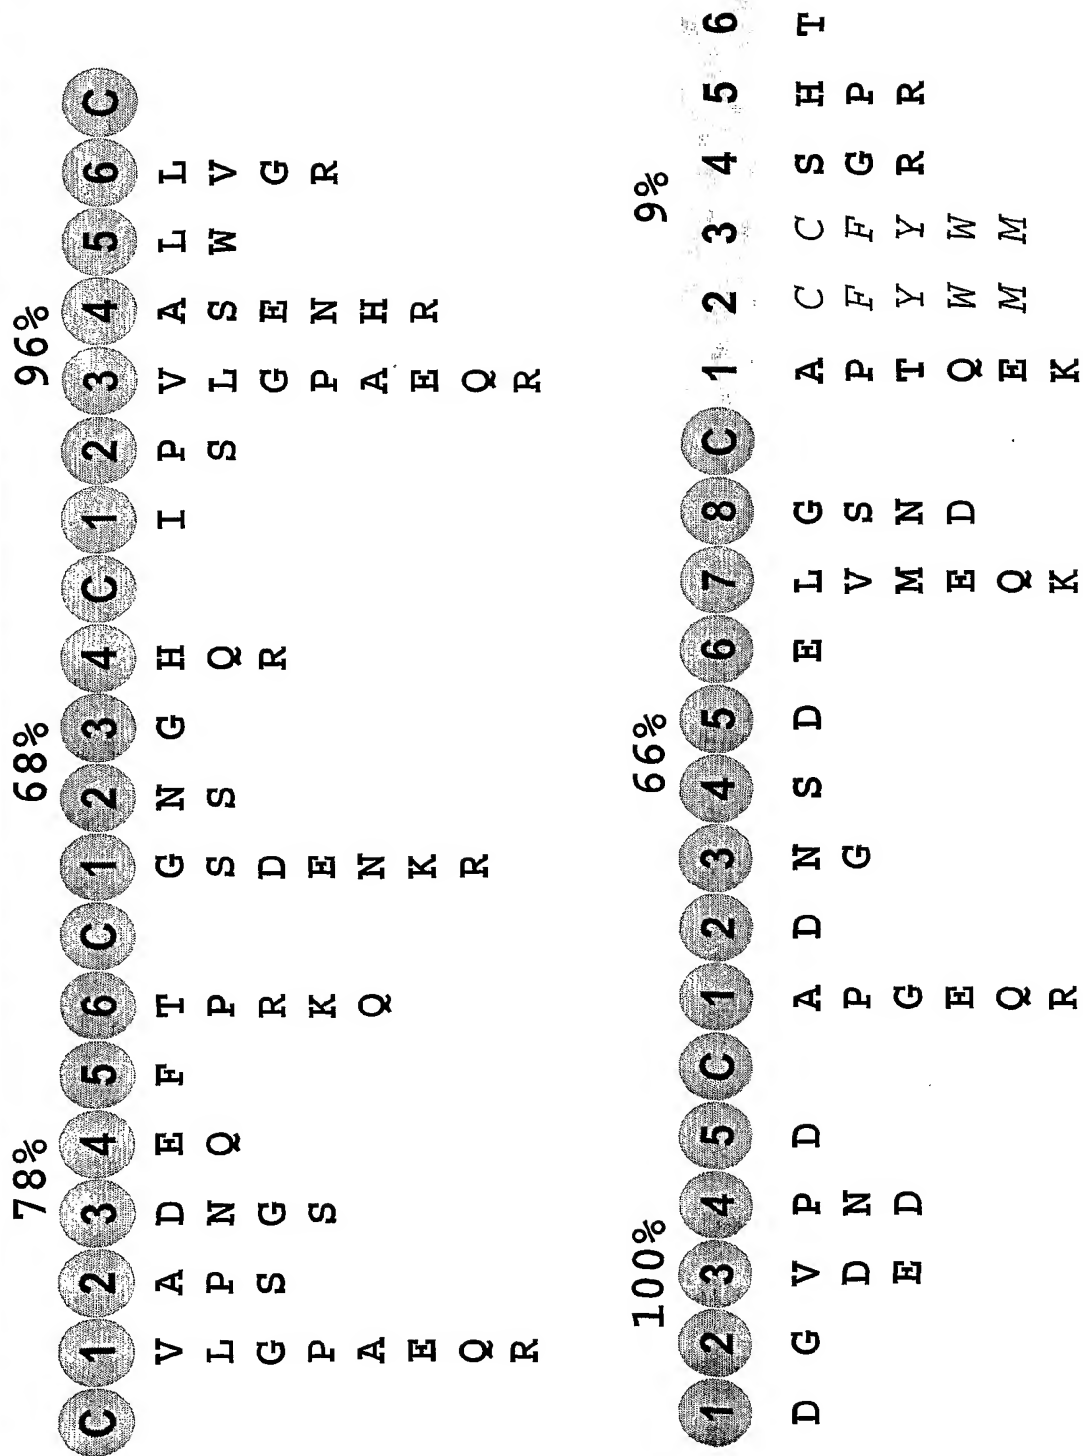 78% 68% 96%
C 1 2 3 4 5 6 C 1 2 3 4 C 1 2 3 4 5 6 C
V A D E F T G N G H I P V A L L
L P N Q P S S Q S L S W V
G S G R D R G E G
P S K E P N R
A Q N A H
E K E R
Q R Q
R R
100% 66% 9%
1 2 3 4 5 C 1 2 3 4 5 6 7 8 C 1 2 3 4 5 6
D G V P D A D N S D E L G A C C S H T
D N P G V S P F F G P
E D G M N T Y Y R R
E E D Q W W
Q Q E M M
R K K